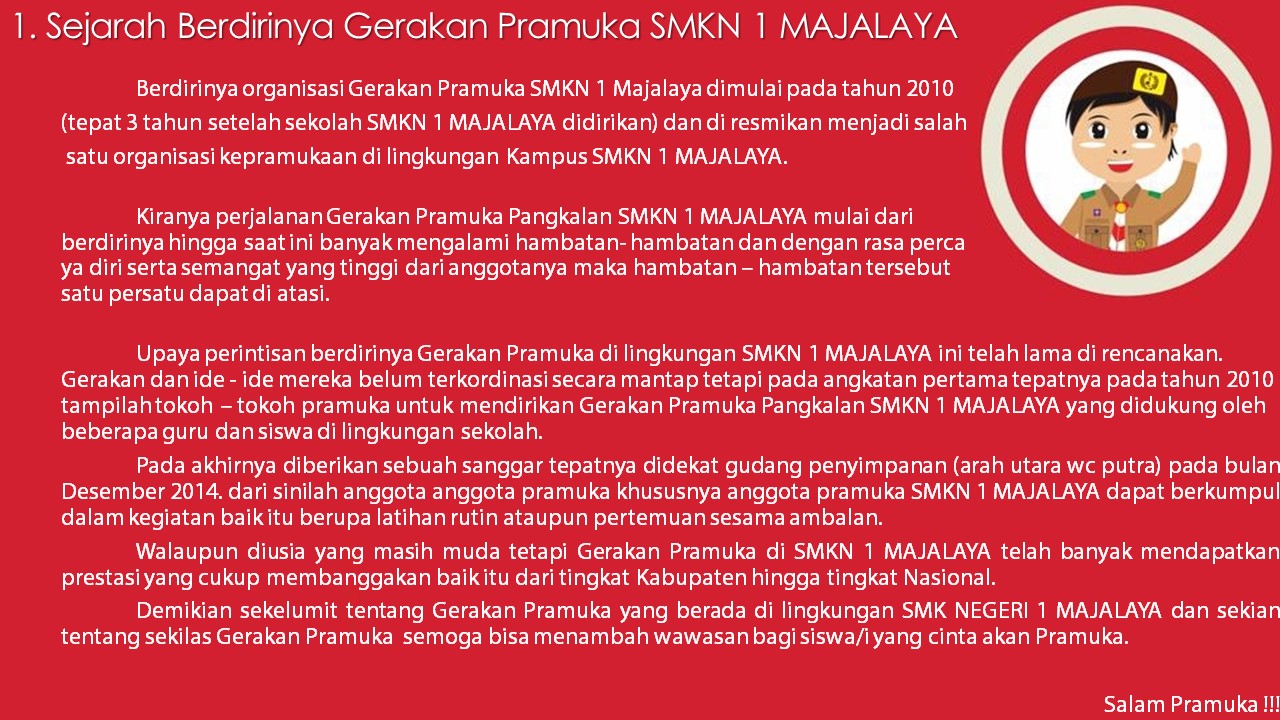 1. Sejarah Berdirinya Gerakan Pramuka SMKN 1 MAJALAYA
Berdirinya organisasi Gerakan Pramuka SMKN 1 Majalaya dimulai pada tahun 2010
(tepat 3 tahun setelah sekolah SMKN 1 MAJALAYA didirikan) dan di resmikan menjadi salah
satu organisasi kepramukaan di lingkungan Kampus SMKN 1 MAJALAYA.
Kiranya perjalanan Gerakan Pramuka Pangkalan SMKN 1 MAJALAYA mulai dari
berdirinya hingga saat ini banyak mengalami hambatan- hambatan dan dengan rasa perca
ya diri serta semangat yang tinggi dari anggotanya maka hambatan – hambatan tersebut
satu persatu dapat di atasi.
Upaya perintisan berdirinya Gerakan Pramuka di lingkungan SMKN 1 MAJALAYA ini telah lama di rencanakan.
Gerakan dan ide - ide mereka belum terkordinasi secara mantap tetapi pada angkatan pertama tepatnya pada tahun 2010
tampilah tokoh – tokoh pramuka untuk mendirikan Gerakan Pramuka Pangkalan SMKN 1 MAJALAYA yang didukung oleh
beberapa guru dan siswa di lingkungan sekolah.
Pada akhirnya diberikan sebuah sanggar tepatnya didekat gudang penyimpanan (arah utara wc putra) pada bulan
Desember 2014. dari sinilah anggota anggota pramuka khususnya anggota pramuka SMKN 1 MAJALAYA dapat berkumpul
dalam kegiatan baik itu berupa latihan rutin ataupun pertemuan sesama ambalan.
Walaupun diusia yang masih muda tetapi Gerakan Pramuka di SMKN 1 MAJALAYA telah banyak mendapatkan
prestasi yang cukup membanggakan baik itu dari tingkat Kabupaten hingga tingkat Nasional.
Demikian sekelumit tentang Gerakan Pramuka yang berada di lingkungan SMK NEGERI 1 MAJALAYA dan sekian
tentang sekilas Gerakan Pramuka semoga bisa menambah wawasan bagi siswa/i yang cinta akan Pramuka.
Salam Pramuka !!!